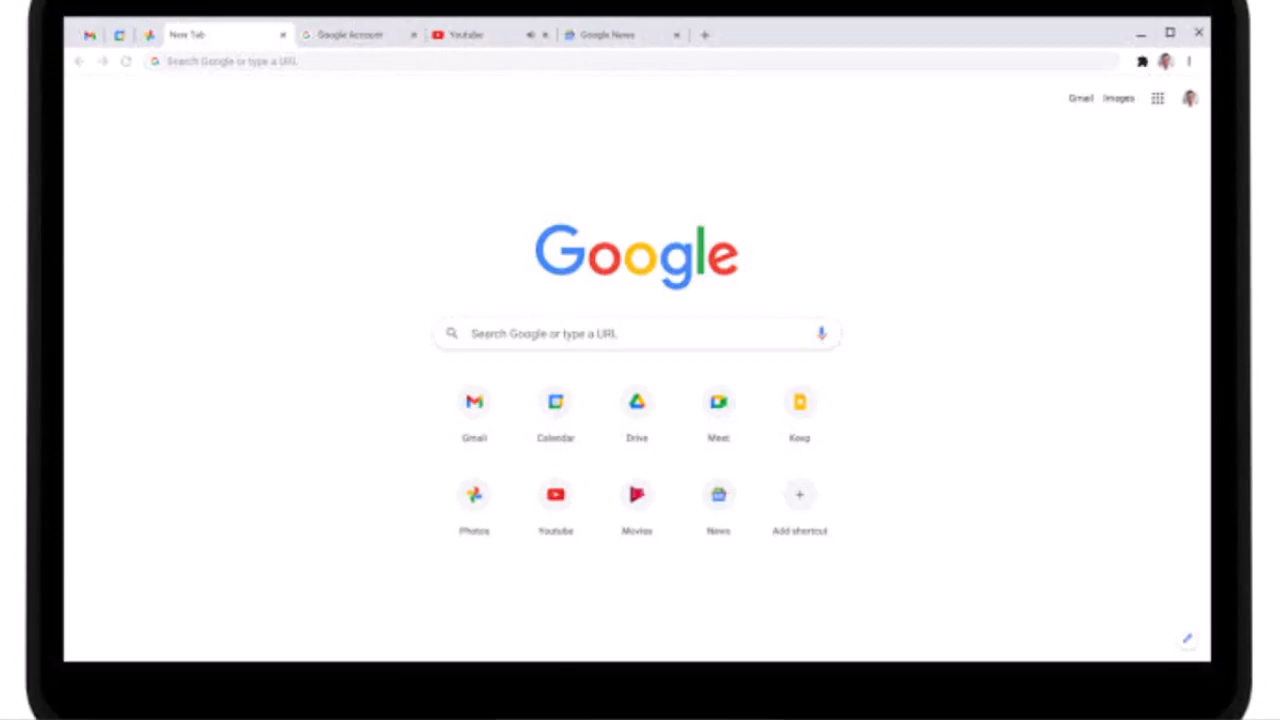 New Tab Google Account Youtube Google News
Search Google or type a URL
Gmail Images
Google
Search Google or type a URL
Gmail Calendar Drive Meet Keep
Photos Youtube Movies News Add shortcut